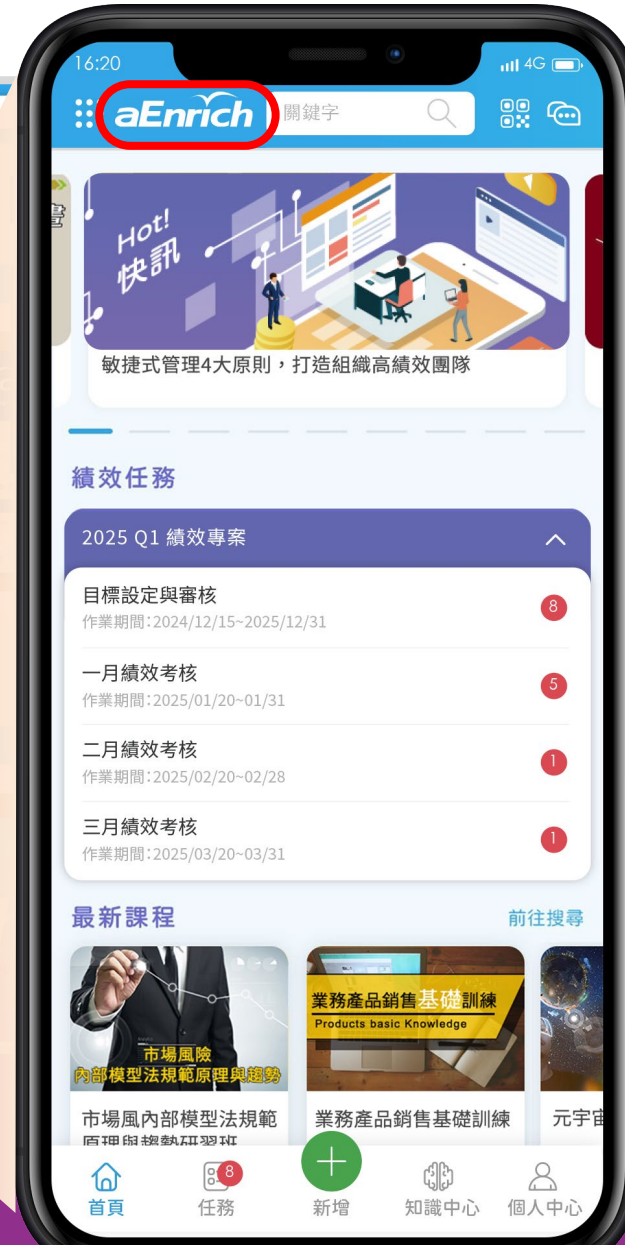 16:20
4G
aEnrich
關鍵字
Hot!
快訊
敏捷式管理4大原則，打造組織高績效團隊
績效任務
2025 Q1 績效專案
目標設定與審核
8
作業期間：2024/12/15~2025/12/31
一月績效考核
5
作業期間：2025/01/20~01/31
二月績效考核
1
作業期間：2025/02/20~02/28
三月績效考核
1
作業期間：2025/03/20~03/31
最新課程
前往搜尋
市場風險
內部模型法規範原理與趨勢
業務產品銷售基礎訓練
Products basic Knowledge
市場風內部模型法規範
原理與趨勢研習班
業務產品銷售基礎訓練
元宇宙
8
首頁
任務
新增
知識中心
個人中心